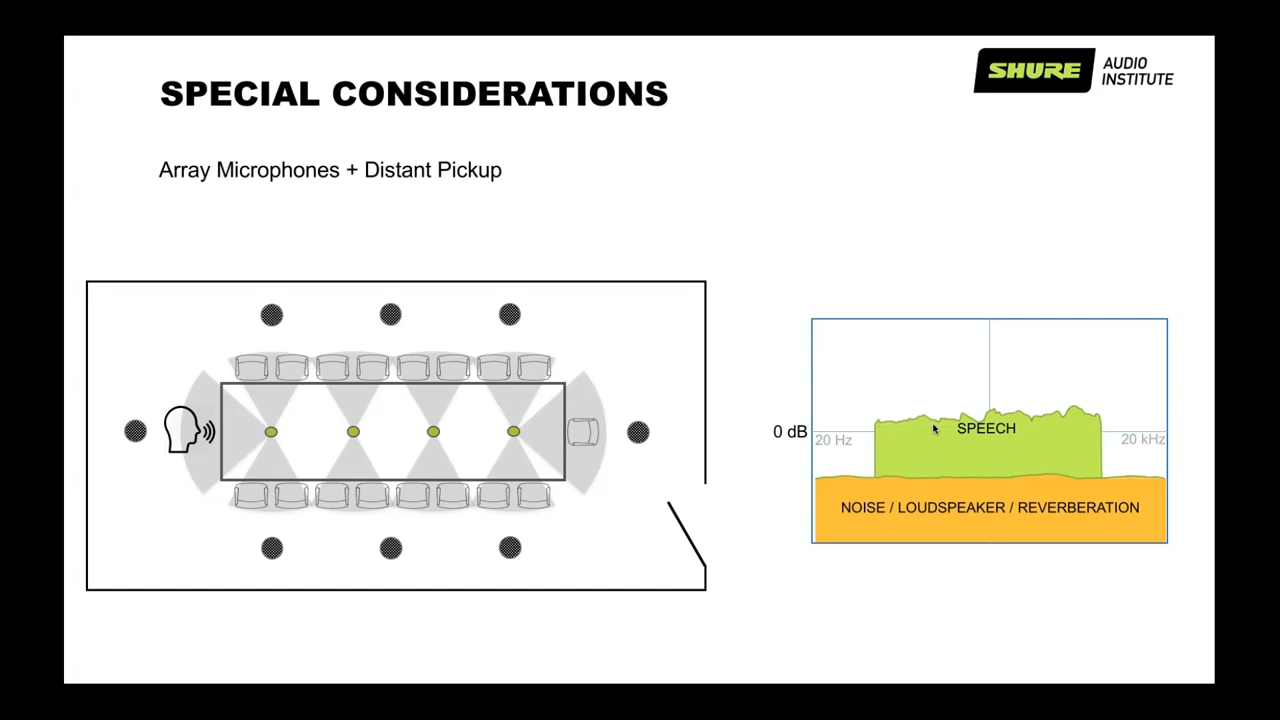 SPECIAL CONSIDERATIONS
SHURE
AUDIO
INSTITUTE
Array Microphones + Distant Pickup
0 dB
20 Hz
SPEECH
20 kHz
NOISE / LOUDSPEAKER / REVERBERATION